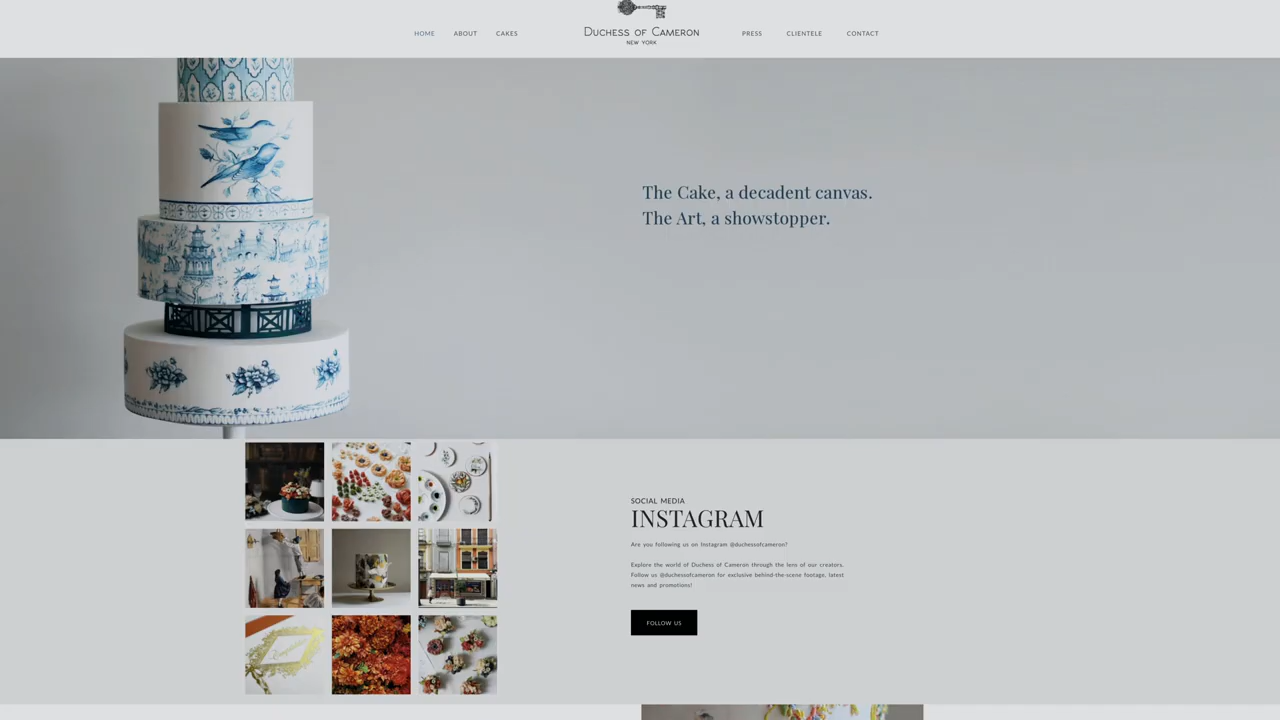 HOME
ABOUT
CAKES
DUCHESS OF CAMERON
NEW YORK
PRESS
CLIENTELE
CONTACT
The Cake, a decadent canvas.
The Art, a showstopper.
SOCIAL MEDIA
INSTAGRAM
Are you following us on Instagram @duchessofcameron?
Explore the world of Duchess of Cameron through the lens of our creators.
Follow us @duchessofcameron for exclusive behind-the-scene footage, latest
news and promotions!
FOLLOW US